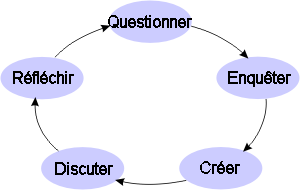 Questionner
Enquêter
Créer
Discuter
Réfléchir